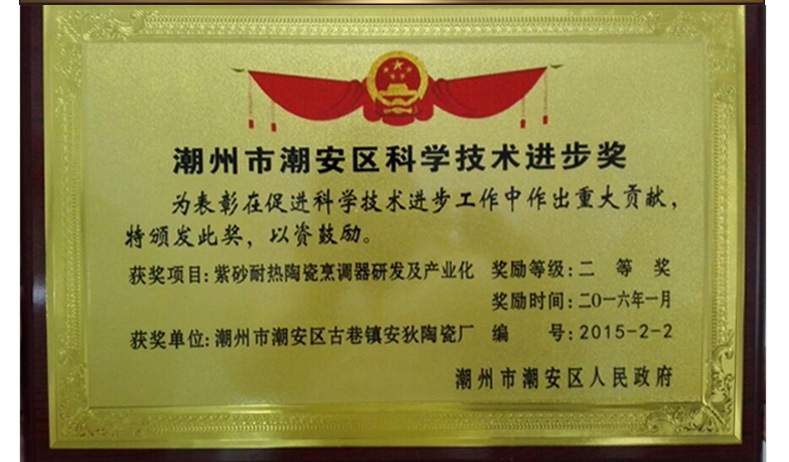 潮州市潮安区科学技术进步奖
为表彰在促进科学技术进步工作中作出重大贡献，
特颁发此奖，以资鼓励。
获奖项目：紫砂耐热陶瓷烹调器研发及产业化 奖励等级：二等奖
奖励时间：二〇一六年一月
获奖单位：潮州市潮安区古巷镇安狄陶瓷厂 编号：2015-2-2
潮州市潮安区人民政府